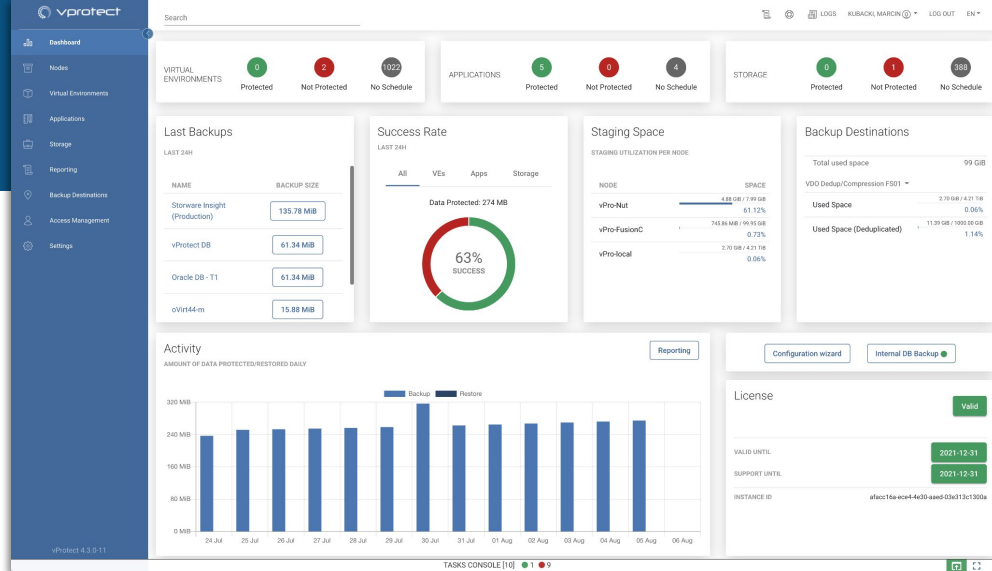 vprotect
Search
LOGS
KUBACKI, MARCIN
LOG OUT
EN
Dashboard
Nodes
Virtual Environments
Applications
Storage
Reporting
Backup Destinations
Access Management
Settings
vProtect 4.3.0-11
VIRTUAL
ENVIRONMENTS
0
Protected
2
Not Protected
1022
No Schedule
APPLICATIONS
5
Protected
0
Not Protected
4
No Schedule
STORAGE
0
Protected
1
Not Protected
388
No Schedule
Last Backups
LAST 24H
NAME BACKUP SIZE
Storware Insight
(Production)
135.78 MiB
vProtect DB 61.34 MiB
Oracle DB - T1 61.34 MiB
oVirt44-m 15.88 MiB
Success Rate
LAST 24H
All VEs Apps Storage
Data Protected: 274 MB
63%
SUCCESS
Staging Space
STAGING UTILIZATION PER NODE
NODE SPACE
vPro-Nut
4.88 GiB / 7.99 GiB
61.12%
vPro-FusionC
745.86 MiB / 99.95 GiB
0.73%
vPro-local
2.70 GiB / 4.21 TiB
0.06%
Backup Destinations
Total used space 99 GiB
VDO Dedup/Compression FS01
Used Space
2.70 GiB / 4.21 TiB
0.06%
Used Space (Deduplicated)
11.39 GiB / 1000.00 GiB
1.14%
Activity
AMOUNT OF DATA PROTECTED/RESTORED DAILY
Reporting
Backup Restore
320 MiB
240 MiB
160 MiB
60 MiB
0 MiB
24 Jul 25 Jul 26 Jul 27 Jul 28 Jul 29 Jul 30 Jul 31 Jul 01 Aug 02 Aug 03 Aug 04 Aug 05 Aug 06 Aug
Configuration wizard
Internal DB Backup
License
Valid
VALID UNTIL 2021-12-31
SUPPORT UNTIL 2021-12-31
INSTANCE ID afacc16a-ece4-4e30-aaed-03e313c1300a
TASKS CONSOLE [10] 1 9